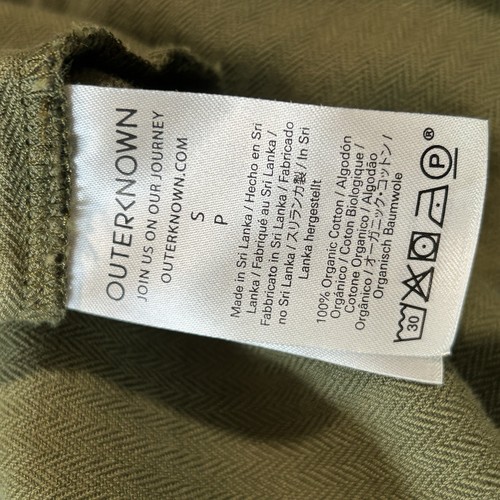 OUTERKNOWN
JOIN US ON OUR JOURNEY
OUTERKNOWN.COM
S
P
Made in Sri Lanka / Hecho en Sri
Lanka / Fabriqué au Sri Lanka /
Fabbricato in Sri Lanka / Fabricado
no Sri Lanka / スリランカ製 / In Sri
Lanka hergestellt
100% Organic Cotton / Algodón
Orgánico / Coton Biologique /
Cotone Organico / Algodão
Orgânico / オーガニック・コットン /
Organisch Baumwole
30 P ®